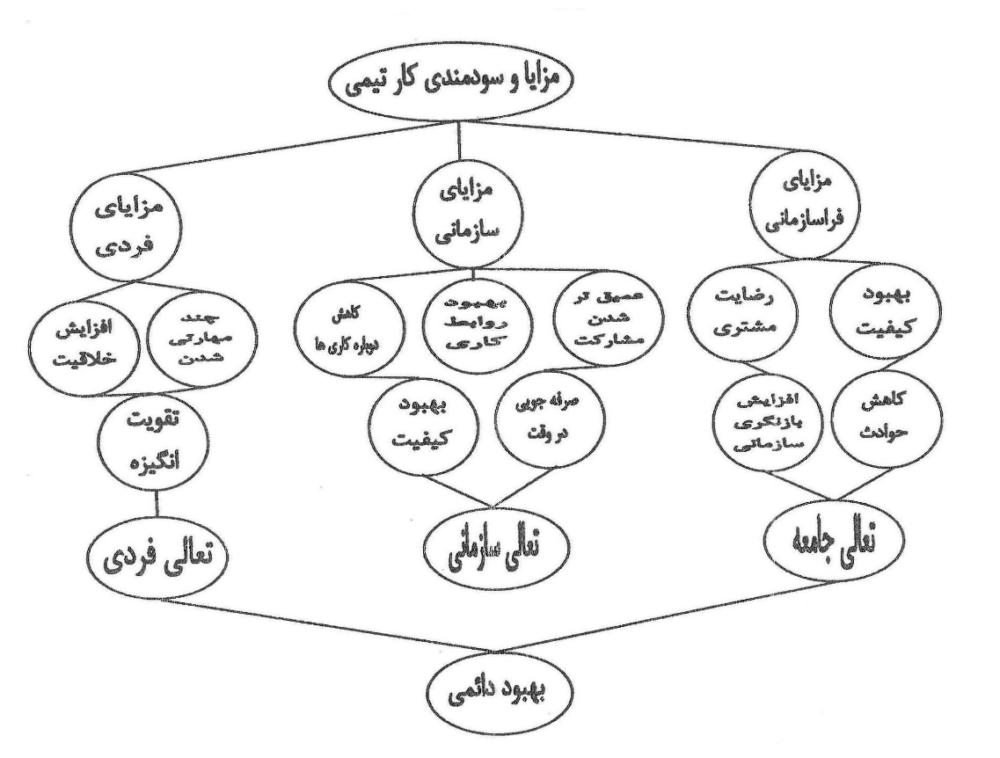 مزایا و سودمندی کار تیمی
مزایای
فراسازمانی
مزایای
سازمانی
مزایای
فردی
بهبود
کیفیت
رضایت
مشتری
عمیق تر
شدن
مشارکت
بهبود
روابط
کاری
کاهش
دوباره کاری ها
چند
مهارتی
شدن
افزایش
خلاقیت
کاهش
حوادث
افزایش
بازنگری
سازمانی
صرفه جویی
در وقت
بهبود
کیفیت
تقویت
انگیزه
تعالی جامعه
تعالی سازمانی
تعالی فردی
بهبود دائمی